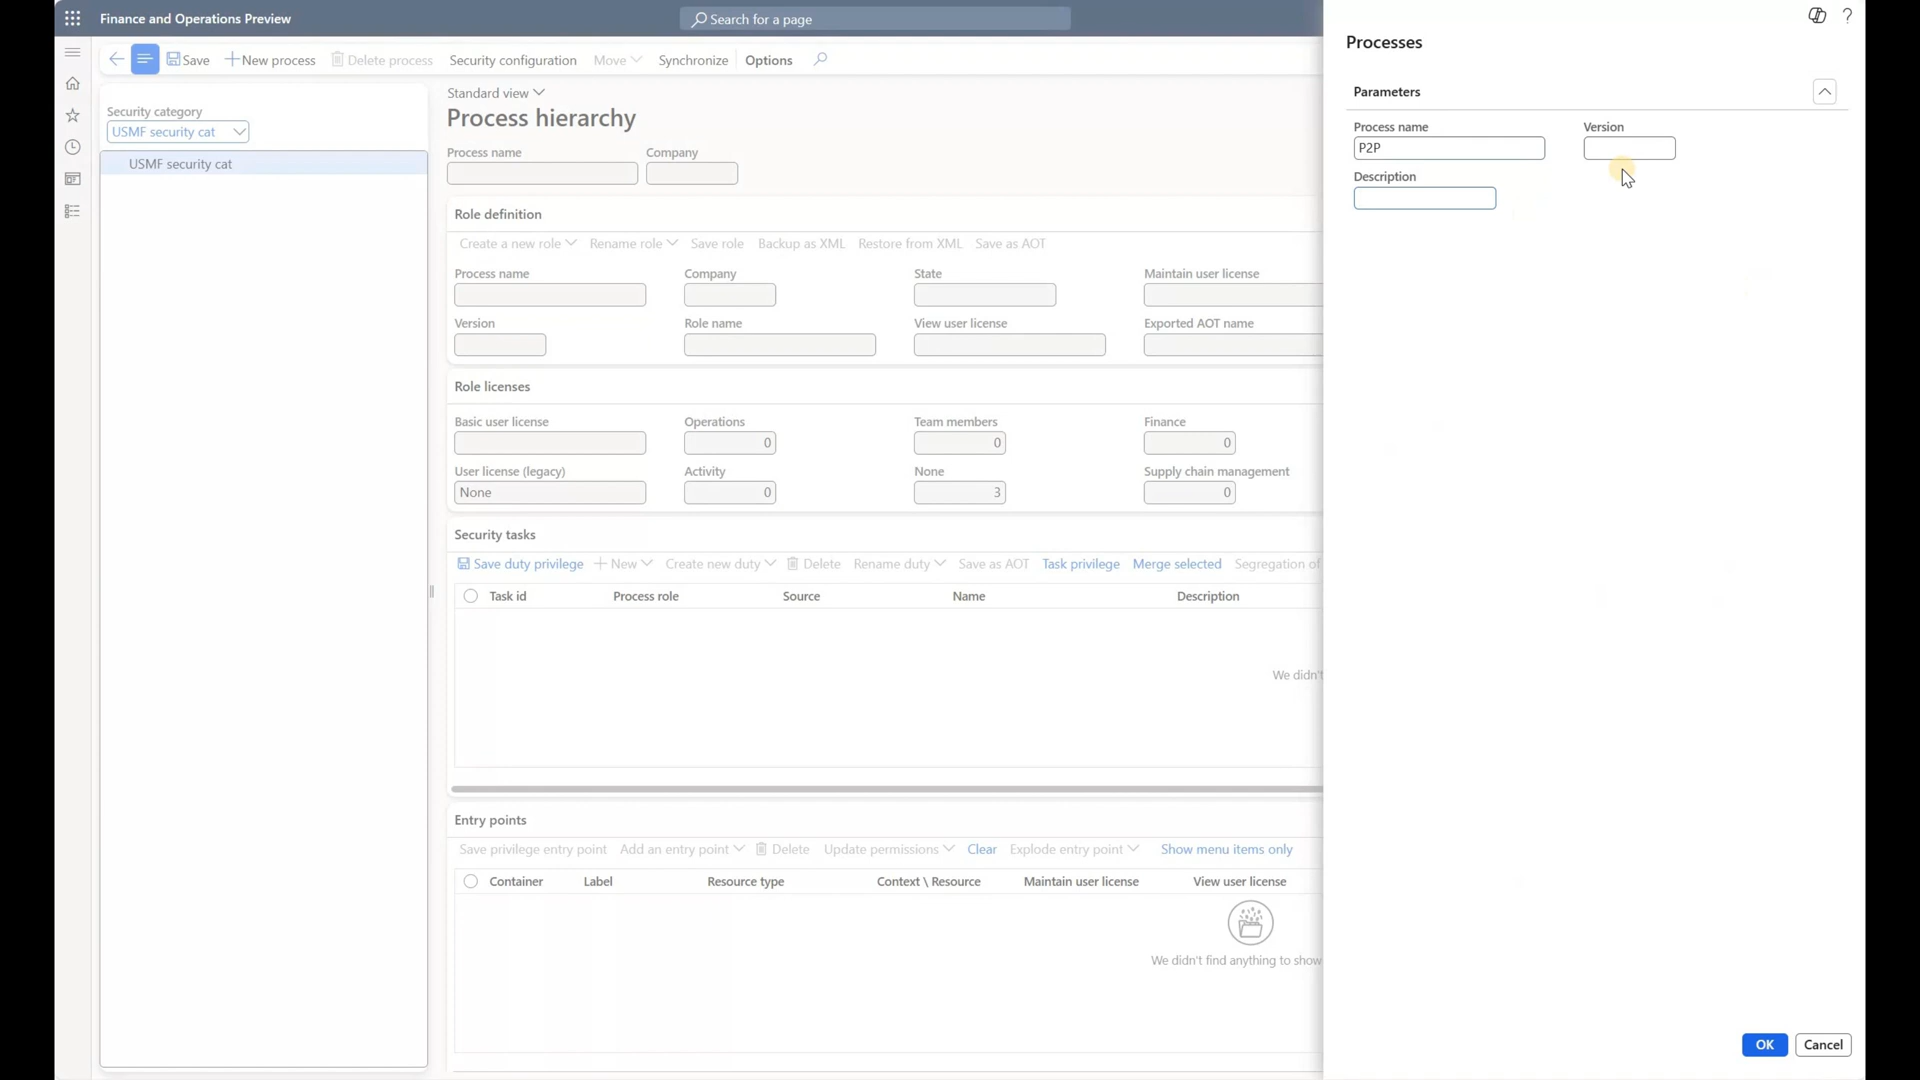 Finance and Operations Preview
Search for a page
?
Save
New process
Delete process
Security configuration
Move
Synchronize
Options
Security category
USMF security cat
USMF security cat
Standard view
Process hierarchy
Process name
Company
Role definition
Create a new role
Rename role
Save role
Backup as XML
Restore from XML
Save as AOT
Process name
Company
State
Maintain user license
Version
Role name
View user license
Exported AOT name
Role licenses
Basic user license
Operations
Team members
Finance
0
0
0
User license (legacy)
Activity
None
Supply chain management
None
0
3
0
Security tasks
Save duty privilege
New
Create new duty
Delete
Rename duty
Save as AOT
Task privilege
Merge selected
Segregation of
Task id
Process role
Source
Name
Description
We didn't
Entry points
Save privilege entry point
Add an entry point
Delete
Update permissions
Clear
Explode entry point
Show menu items only
Container
Label
Resource type
Context \ Resource
Maintain user license
View user license
We didn't find anything to show
Processes
Parameters
Process name
Version
P2P
Description
OK
Cancel